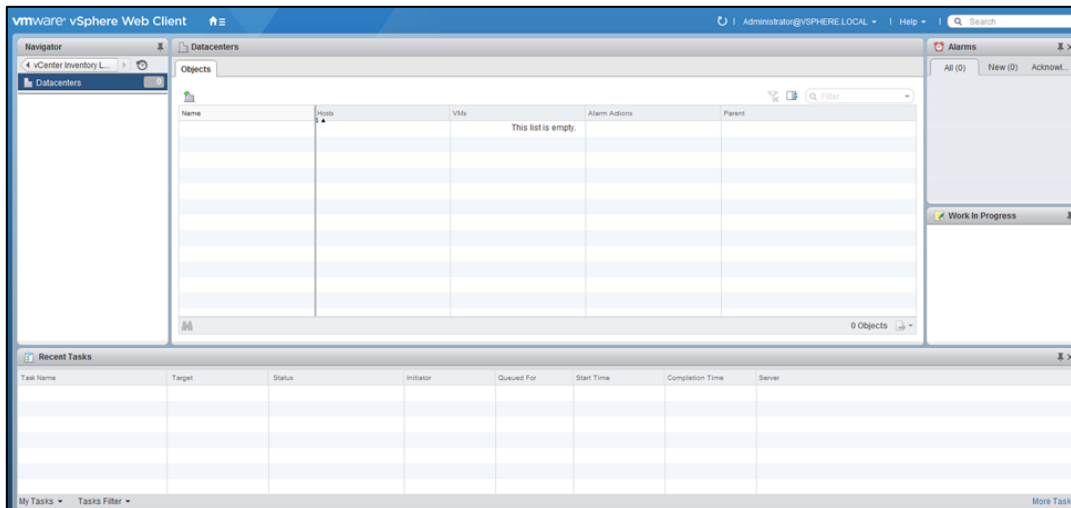 vmware® vSphere Web Client
Administrator@VSPHERE.LOCAL
Help
Search
Navigator
vCenter Inventory L...
Datacenters
0
Datacenters
Objects
Filter
Name
Hosts
1 ▲
VMs
Alarm Actions
Parent
This list is empty.
0 Objects
Alarms
All (0)
New (0)
Acknowl...
Work In Progress
Recent Tasks
Task Name
Target
Status
Initiator
Queued For
Start Time
Completion Time
Server
My Tasks
Tasks Filter
More Task